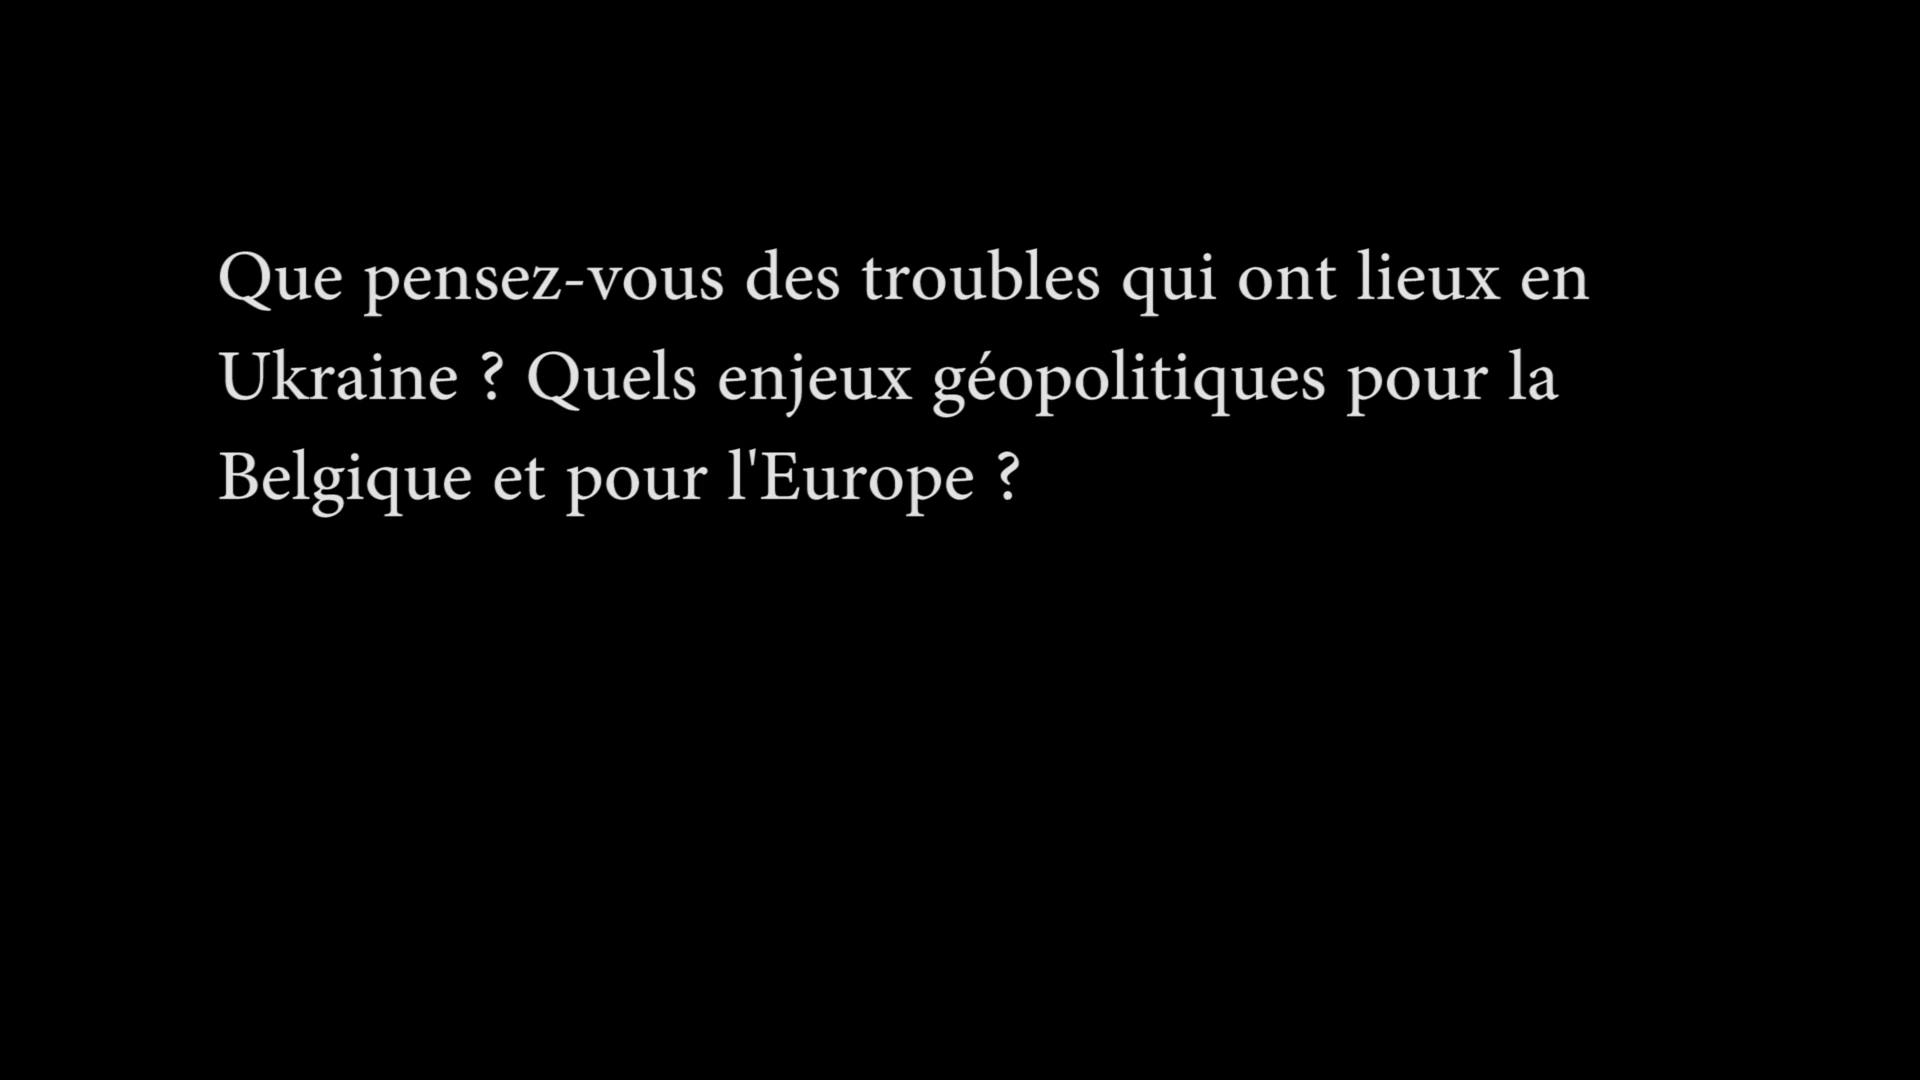 Que pensez-vous des troubles qui ont lieux en
Ukraine ? Quels enjeux géopolitiques pour la
Belgique et pour l'Europe ?